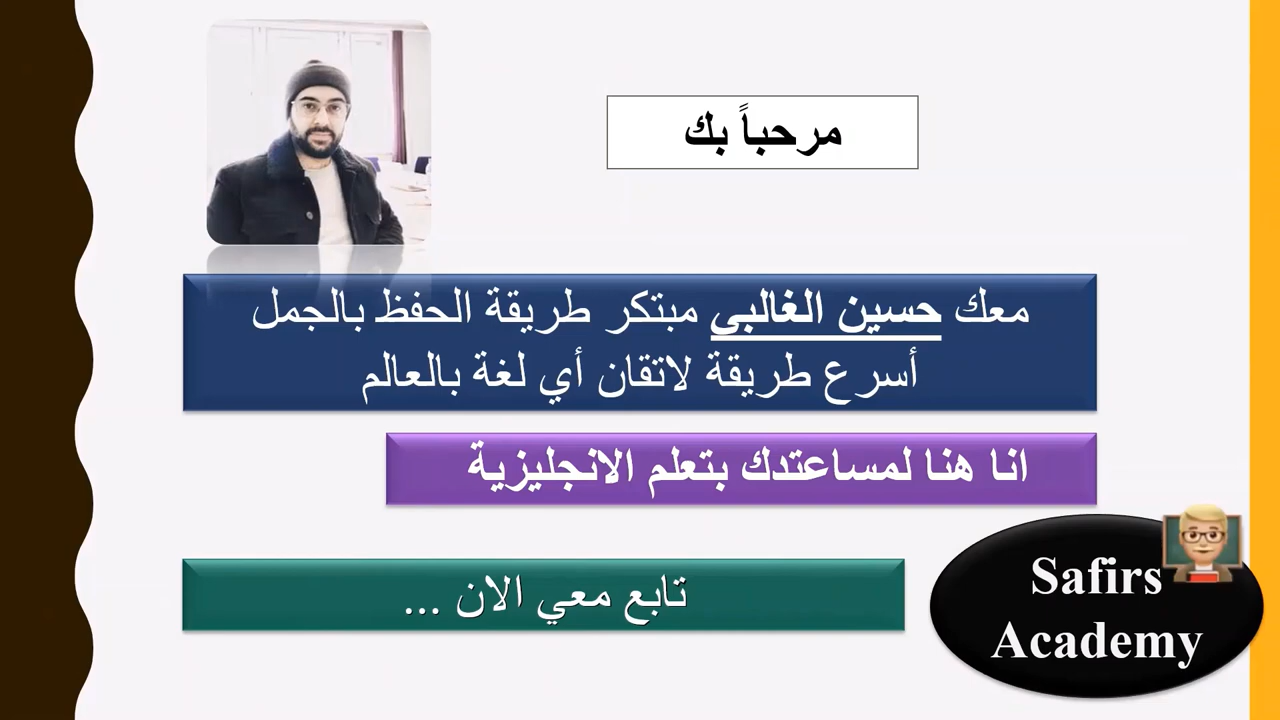 مرحباً بك
معك حسين الغالبي مبتكر طريقة الحفظ بالجمل
أسرع طريقة لاتقان أي لغة بالعالم
انا هنا لمساعتدك بتعلم الانجليزية
تابع معي الان ...
Safirs
Academy